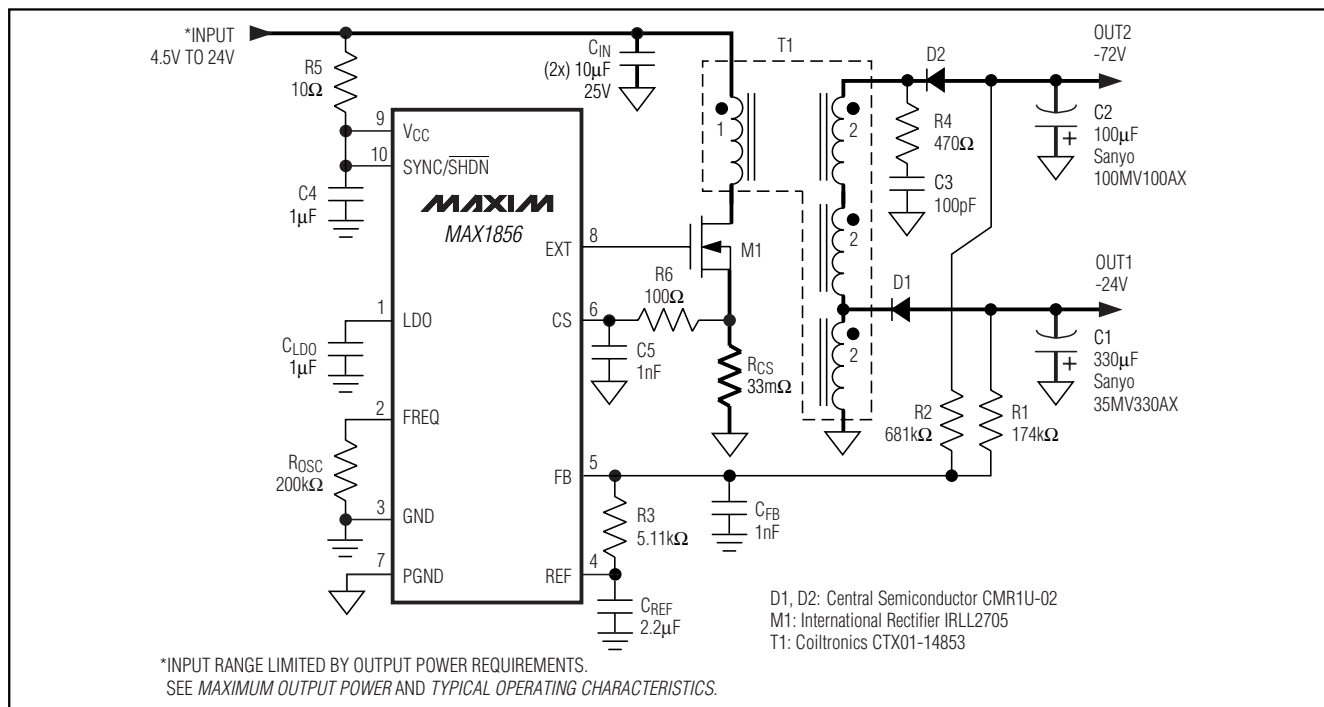 *INPUT
4.5V TO 24V
R5
10Ω
CIN
(2x) 10µF
25V
T1
1
2
2
2
D2
OUT2
-72V
R4
470Ω
C3
100pF
C2
100µF
Sanyo
100MV100AX
9
VCC
10
SYNC/SHDN
C4
1µF
MAXIM
MAX1856
EXT
8
M1
R6
100Ω
CS
6
C5
1nF
RCS
33mΩ
D1
OUT1
-24V
C1
330µF
Sanyo
35MV330AX
1
LDO
CLDO
1µF
2
FREQ
ROSC
200kΩ
3
GND
7
PGND
FB
5
R3
5.11kΩ
CFB
1nF
R2
681kΩ
R1
174kΩ
REF
4
CREF
2.2µF
D1, D2: Central Semiconductor CMR1U-02
M1: International Rectifier IRLL2705
T1: Coiltronics CTX01-14853
*INPUT RANGE LIMITED BY OUTPUT POWER REQUIREMENTS.
SEE MAXIMUM OUTPUT POWER AND TYPICAL OPERATING CHARACTERISTICS.